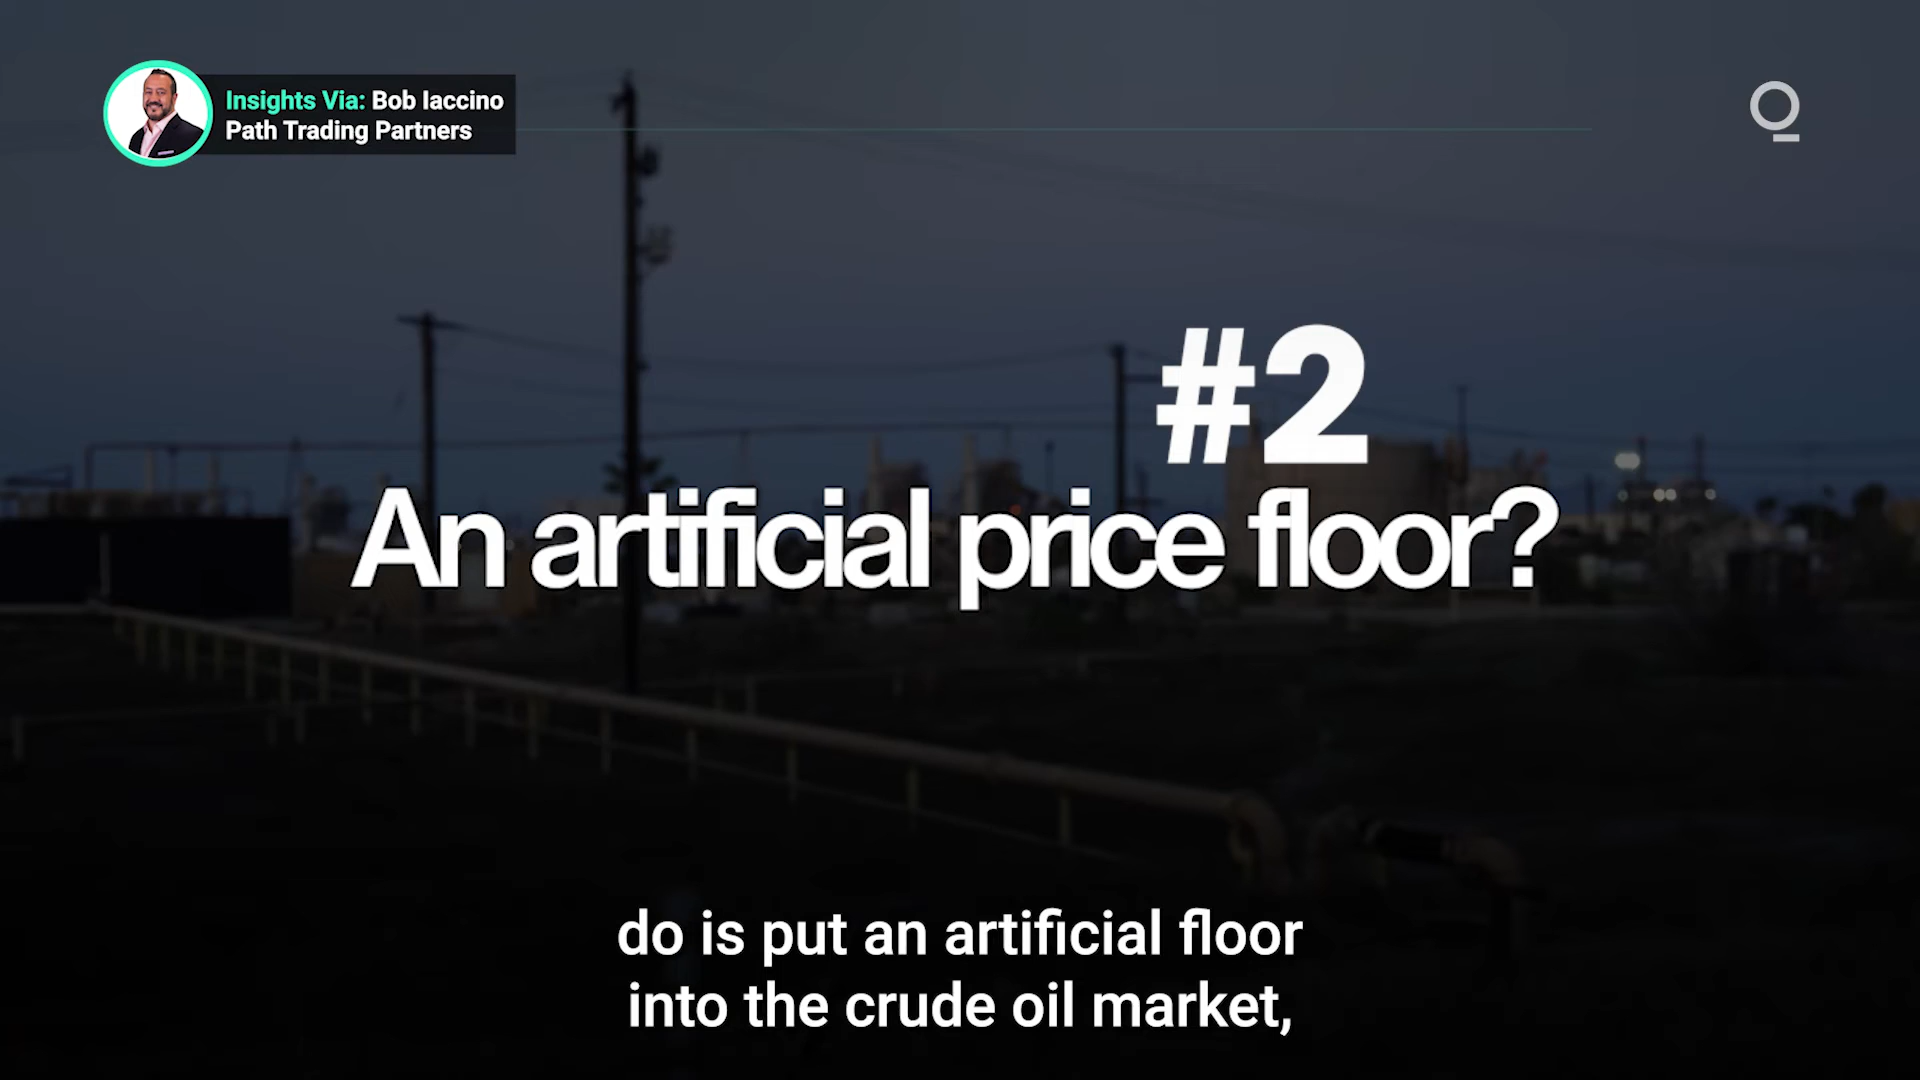 Insights Via: Bob Iaccino
Path Trading Partners
#2
An artificial price floor?
do is put an artificial floor
into the crude oil market,